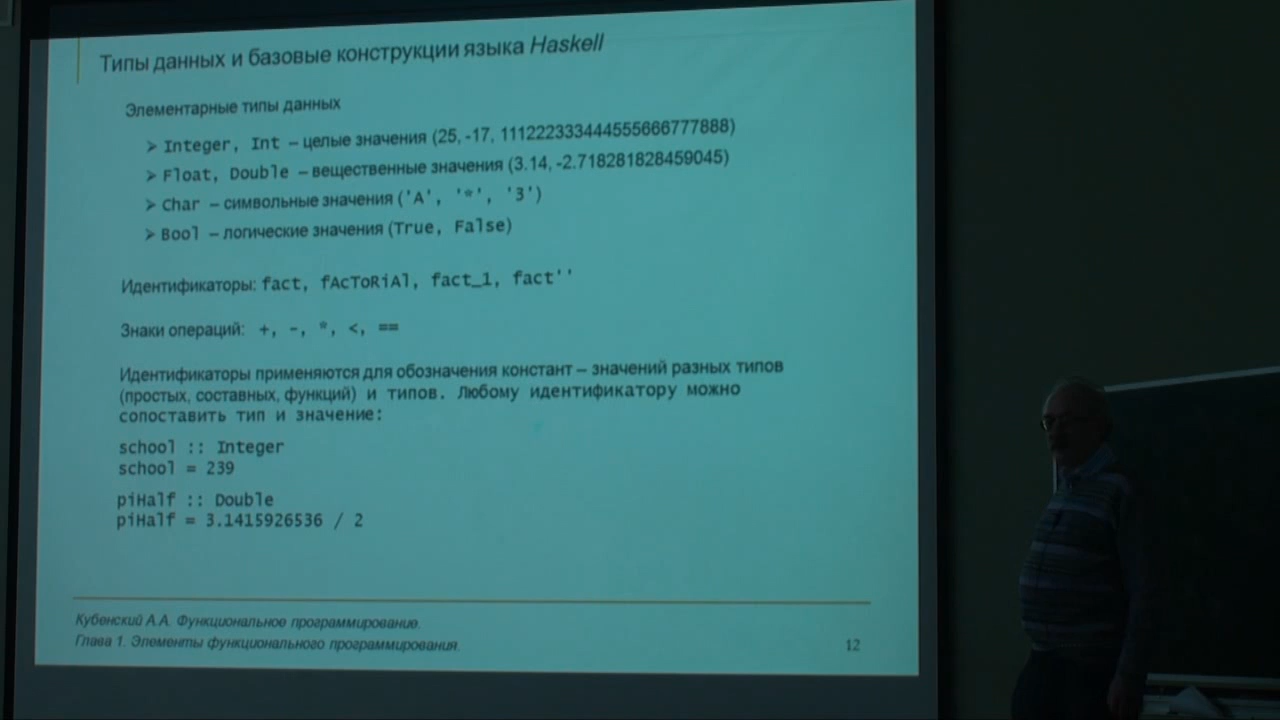 Типы данных и базовые конструкции языка Haskell
Элементарные типы данных
➢ Integer, Int – целые значения (25, -17, 111222333444555666777888)
➢ Float, Double – вещественные значения (3.14, -2.718281828459045)
➢ Char – символьные значения ('A', '*', '3')
➢ Bool – логические значения (True, False)
Идентификаторы: fact, fAcToRiAl, fact_1, fact''
Знаки операций: +, -, *, <, ==
Идентификаторы применяются для обозначения констант – значений разных типов
(простых, составных, функций) и типов. Любому идентификатору можно
сопоставить тип и значение:
school :: Integer
school = 239
piHalf :: Double
piHalf = 3.1415926536 / 2
Кубенский А.А. Функциональное программирование.
Глава 1. Элементы функционального программирования.
12